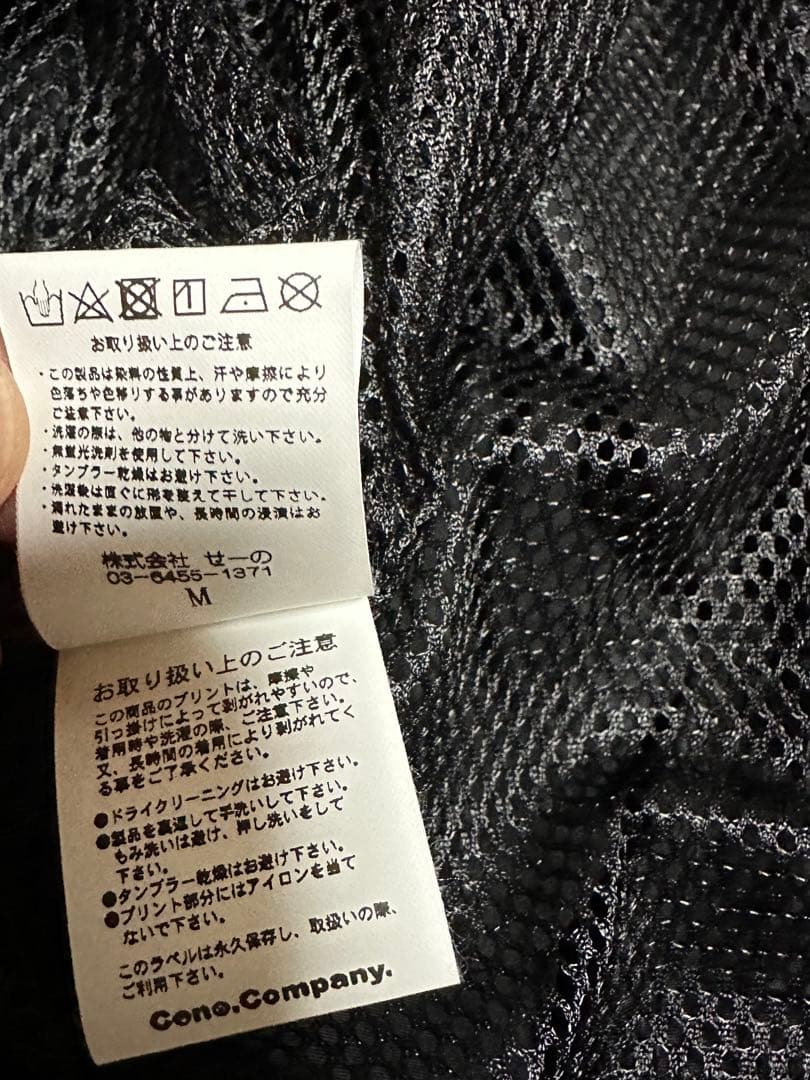 お取り扱い上のご注意
・この製品は染料の性質上、汗や摩擦により
色落ちや色移りする事がありますので充分
ご注意下さい。
・洗濯の際は、他の物と分けて洗い下さい。
・無蛍光洗剤を使用して下さい。
・タンブラー乾燥はお避け下さい。
・洗濯後は直ぐに形を整えて干して下さい。
・濡れたままの放置や、長時間の浸漬はお
避け下さい。
株式会社 せーの
03-6455-1371
M
お取り扱い上のご注意
この商品のプリントは、摩擦や
引っ掛けによって剥がれやすいので、
着用時や洗濯の際、ご注意下さい。
又、長時間の着用により剥がれてく
る事をご了承ください。
●ドライクリーニングはお避け下さい。
●製品を裏返して手洗いして下さい。
もみ洗いは避け、押し洗いをして
下さい。
●タンブラー乾燥はお避け下さい。
●プリント部分にはアイロンを当て
ないで下さい。
このラベルは永久保存し、取扱いの際、
ご利用下さい。
Cono.Company.